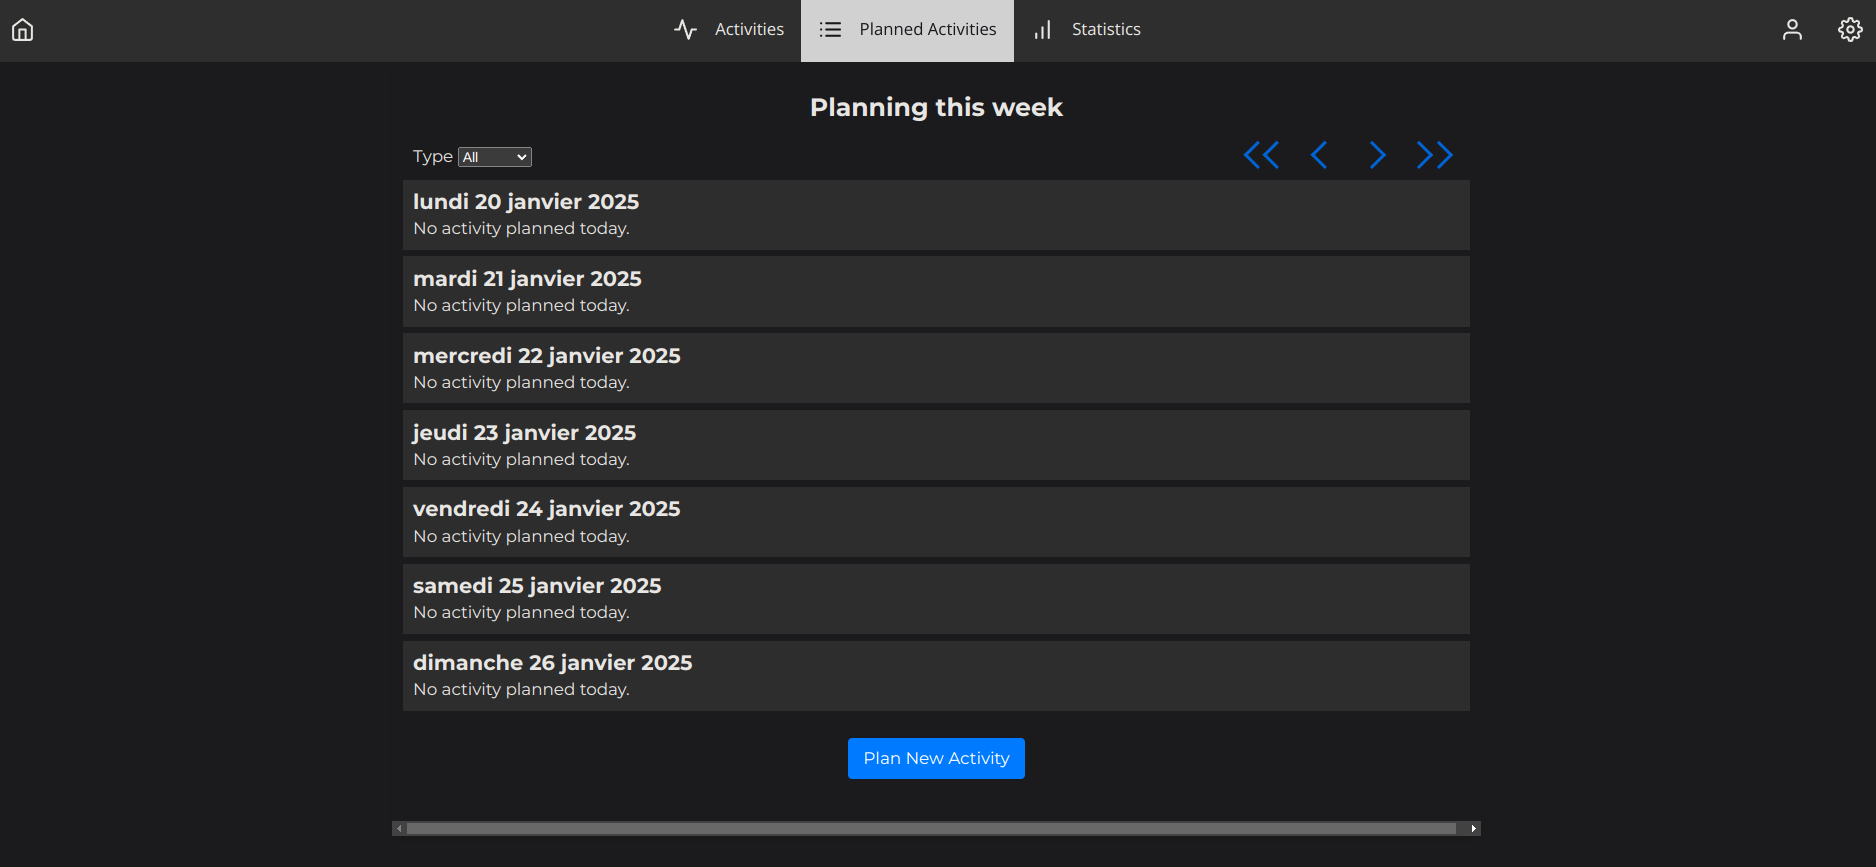 Activities
Planned Activities
Statistics
Planning this week
Type All
lundi 20 janvier 2025
No activity planned today.
mardi 21 janvier 2025
No activity planned today.
mercredi 22 janvier 2025
No activity planned today.
jeudi 23 janvier 2025
No activity planned today.
vendredi 24 janvier 2025
No activity planned today.
samedi 25 janvier 2025
No activity planned today.
dimanche 26 janvier 2025
No activity planned today.
Plan New Activity